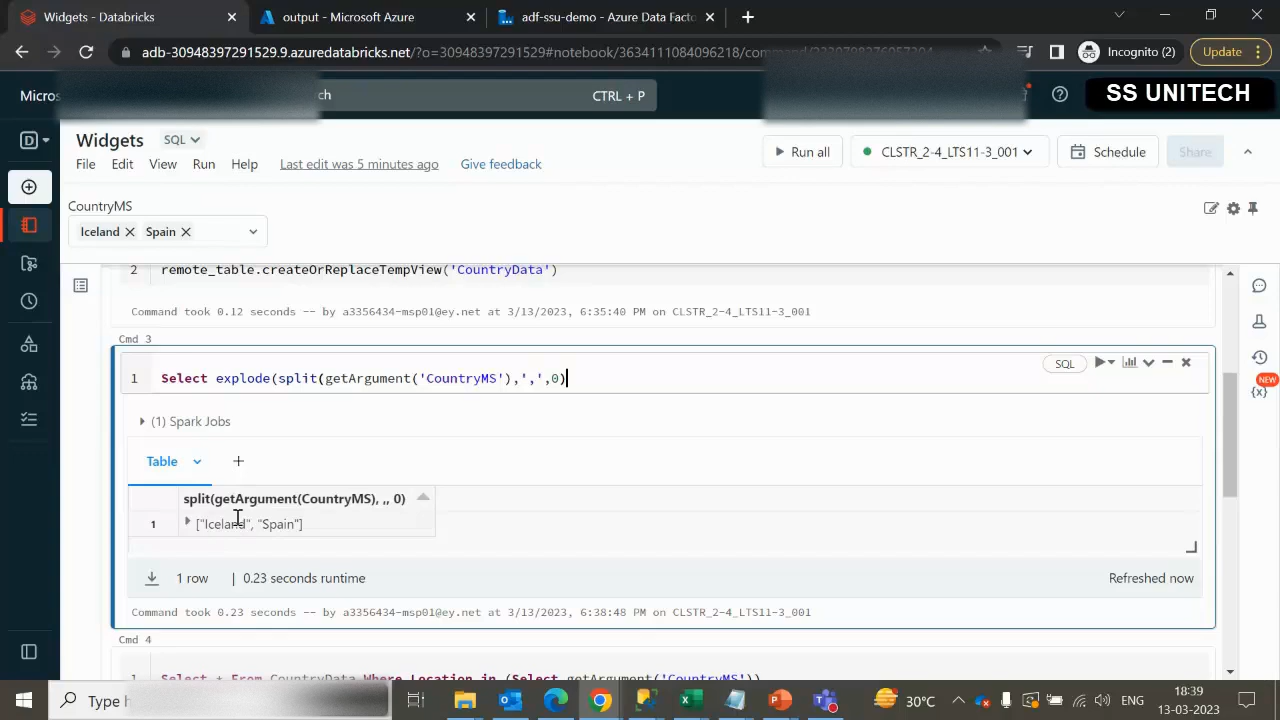 Widgets - Databricks
output - Microsoft Azure
adf-ssu-demo - Azure Data Facto
adb-30948397291529.9.azuredatabricks.net/?o=30948397291529#notebook/3634111084096218/
Incognito (2)
Update
Micros
ch
CTRL + P
SS UNITECH
Widgets SQL
File Edit View Run Help Last edit was 5 minutes ago Give feedback
Run all
CLSTR_2-4_LTS11-3_001
Schedule
Share
CountryMS
Iceland Spain
2 remote_table.createOrReplaceTempView('CountryData')
Command took 0.12 seconds -- by a3356434-msp01@ey.net at 3/13/2023, 6:35:40 PM on CLSTR_2-4_LTS11-3_001
Cmd 3
SQL
1 Select explode(split(getArgument('CountryMS'),',',0)
(1) Spark Jobs
Table
split(getArgument(CountryMS), ,, 0)
1 ["Iceland", "Spain"]
1 row | 0.23 seconds runtime
Refreshed now
Command took 0.23 seconds -- by a3356434-msp01@ey.net at 3/13/2023, 6:38:48 PM on CLSTR_2-4_LTS11-3_001
Cmd 4
1 Select * From CountryData Where Location in (Select getArgument('CountryMS'))
NEW
Type h
30°C
ENG
18:39
13-03-2023